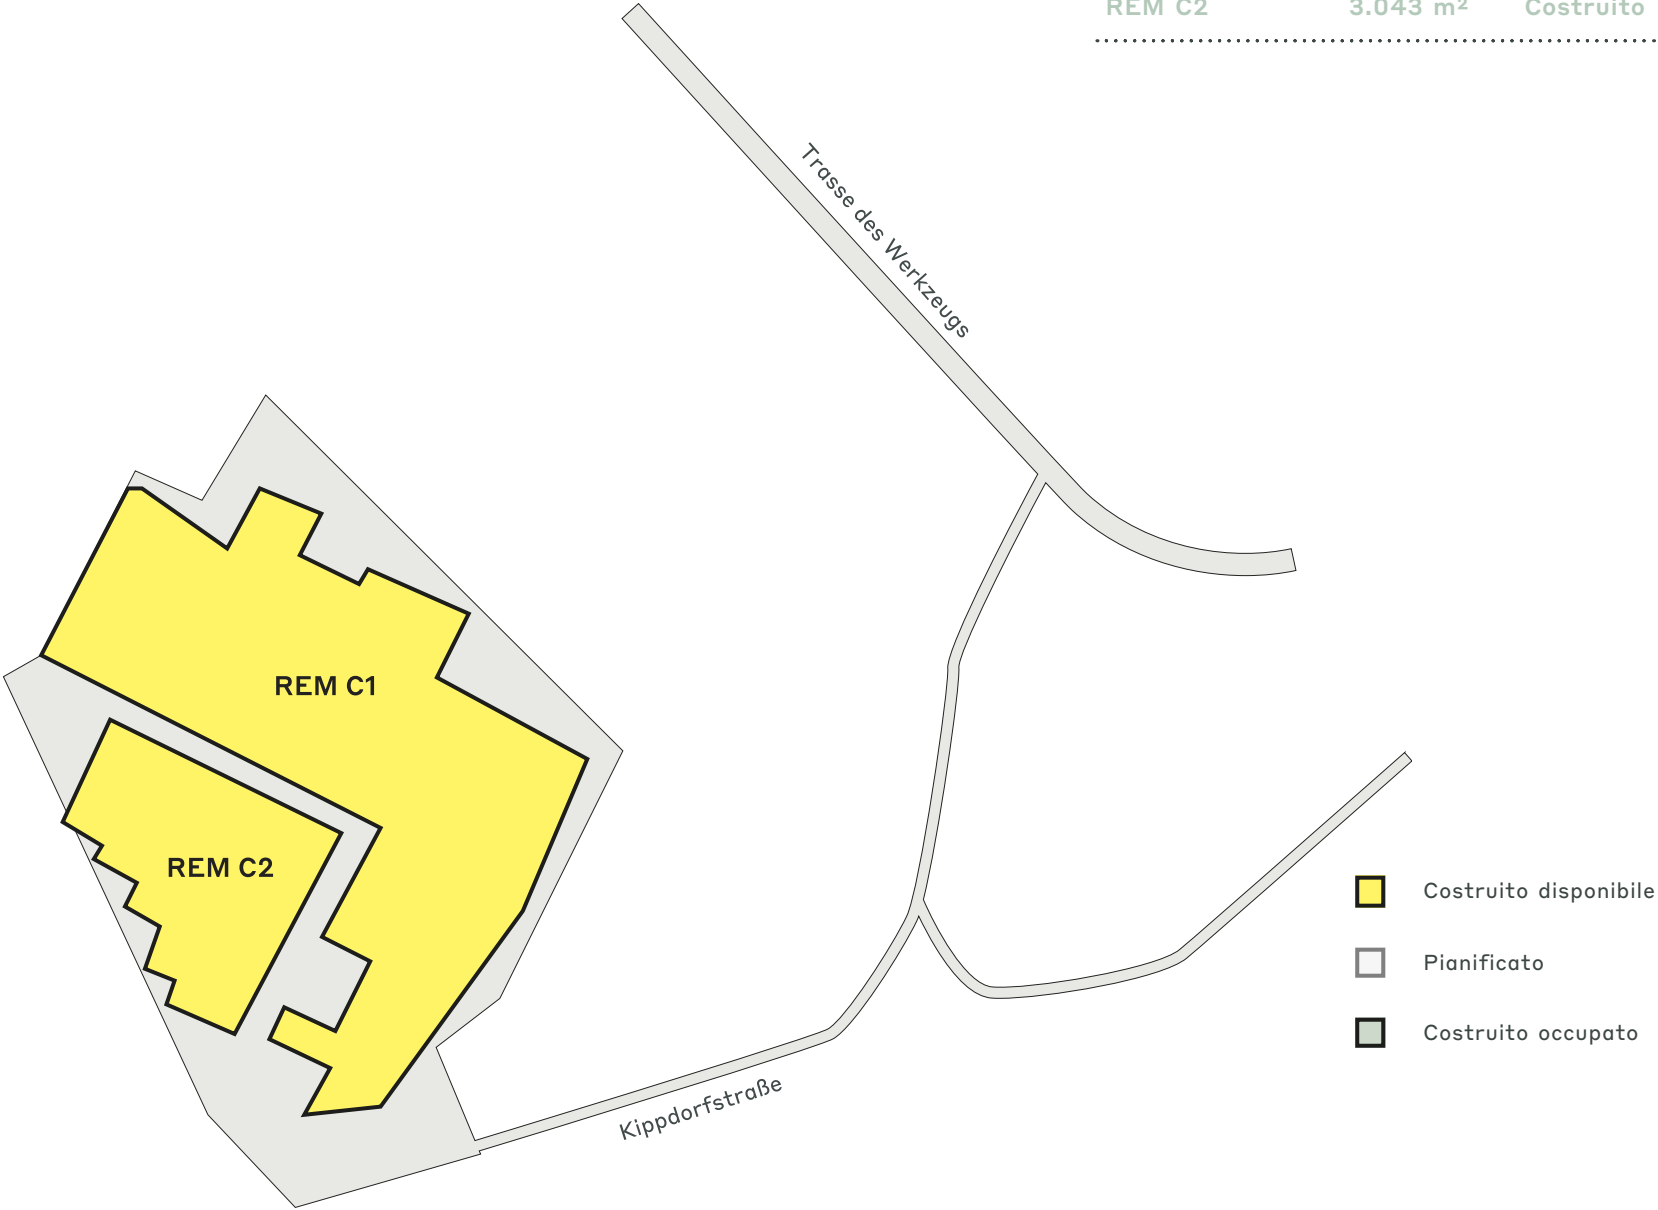 REM C2 3.043 m² Costruito
Trasse des Werkzeugs
REM C1
REM C2
Costruito disponibile
Pianificato
Costruito occupato
Kippdorfstraße